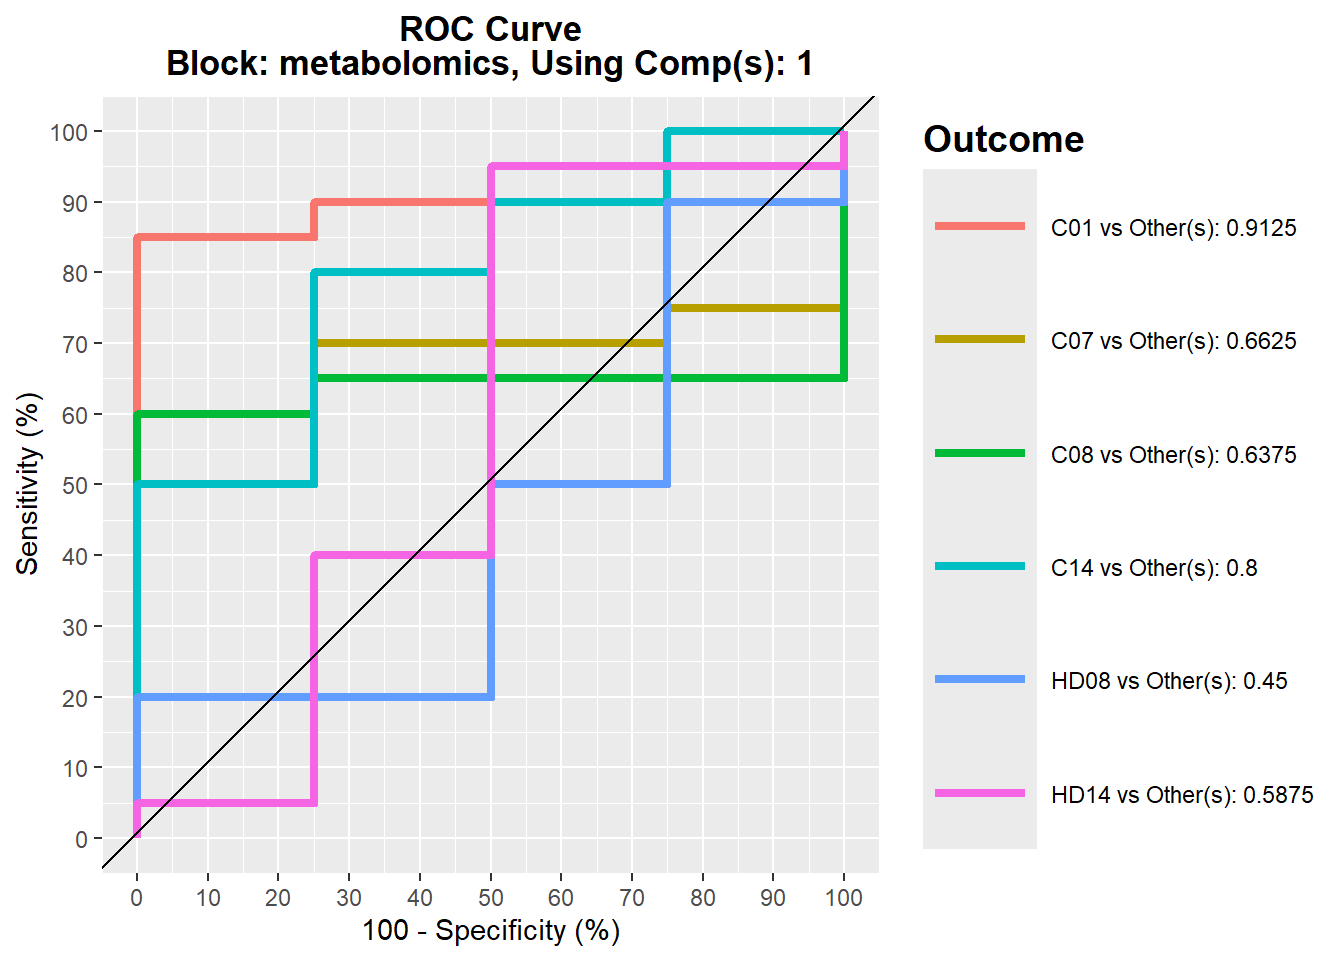 ROC Curve
Block: metabolomics, Using Comp(s): 1
100
90
80
70
60
50
40
30
20
10
0
Sensitivity (%)
0 10 20 30 40 50 60 70 80 90 100
100 - Specificity (%)
Outcome
C01 vs Other(s): 0.9125
C07 vs Other(s): 0.6625
C08 vs Other(s): 0.6375
C14 vs Other(s): 0.8
HD08 vs Other(s): 0.45
HD14 vs Other(s): 0.5875